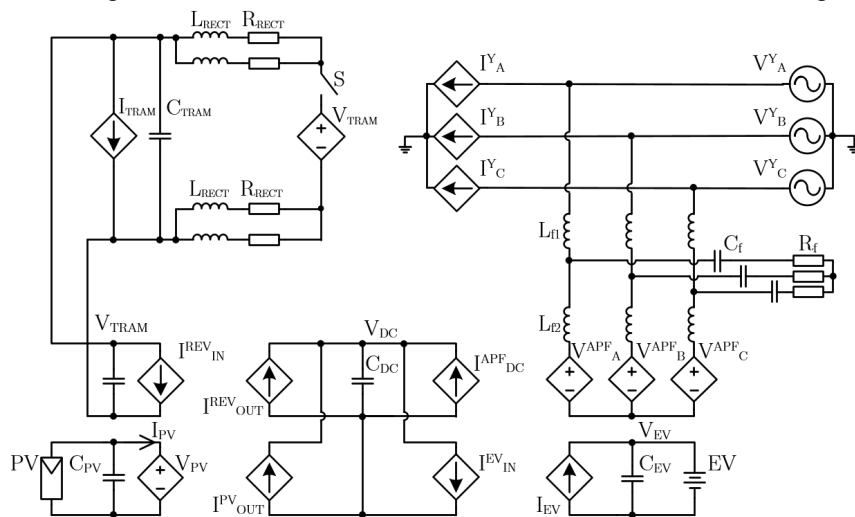 L_RECT R_RECT
S
I_TRAM C_TRAM
V_TRAM
+
-
L_RECT R_RECT
I^Y_A V^Y_A
I^Y_B V^Y_B
I^Y_C V^Y_C
L_f1 C_f R_f
L_f2 V^APF_A V^APF_B V^APF_C
+ + +
- - -
V_TRAM
I^REV_IN
V_DC
C_DC
I^REV_OUT I^APF_DC
I_PV
PV C_PV V_PV
+
-
I^PV_OUT I^EV_IN
V_EV
C_EV EV
I_EV